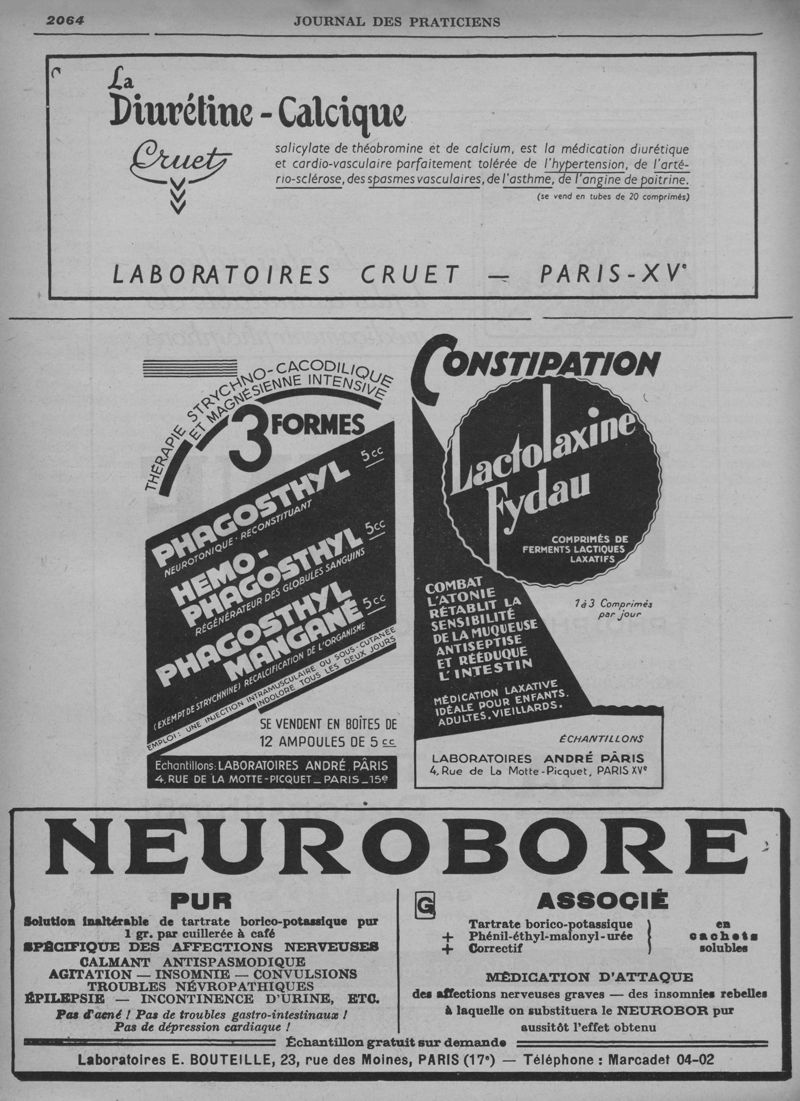 2064
JOURNAL DES PRATICIENS
La
Diurétine-Calcique
Cruet
salicylate de théobromine et de calcium, est la médication diurétique
et cardio-vasculaire parfaitement tolérée de l'hypertension, de l'arté-
rio-sclérose, des spasmes vasculaires, de l'asthme, de l'angine de poitrine.
(se vend en tubes de 20 comprimés)
LABORATOIRES CRUET — PARIS-XVe
THÉRAPIE STRYCHNO-CACODILIQUE
ET MAGNÉSIENNE INTENSIVE
3 FORMES
PHAGOSTHYL 5cc
NEUROTONIQUE-RECONSTITUANT
HEMO-
PHAGOSTHYL 5cc
RÉGÉNÉRATEUR DES GLOBULES SANGUINS
PHAGOSTHYL
MANGANÉ 5cc
(EXEMPT DE STRYCHNINE) RECALCIFICATION DE L'ORGANISME
EMPLOI: UNE INJECTION INTRAMUSCULAIRE OU SOUS-CUTANÉE
INDOLORE TOUS LES DEUX JOURS
SE VENDENT EN BOÎTES DE
12 AMPOULES DE 5 cc
Echantillons: LABORATOIRES ANDRÉ PÂRIS
4, RUE DE LA MOTTE-PICQUET _ PARIS _ 15e
CONSTIPATION
Lactolaxine
Fydau
COMPRIMÉS DE
FERMENTS LACTIQUES
LAXATIFS
1 à 3 Comprimés
par jour
COMBAT
L'ATONIE
RÉTABLIT LA
SENSIBILITÉ
DE LA MUQUEUSE
ANTISEPTISE
ET RÉÉDUQUE
L'INTESTIN
MÉDICATION LAXATIVE
IDÉALE POUR ENFANTS.
ADULTES. VIEILLARDS.
ÉCHANTILLONS
LABORATOIRES ANDRÉ PÂRIS
4, Rue de La Motte-Picquet, PARIS XVe
NEUROBORE
PUR
Solution inaltérable de tartrate borico-potassique pur
1 gr. par cuillerée à café
SPÉCIFIQUE DES AFFECTIONS NERVEUSES
CALMANT ANTISPASMODIQUE
AGITATION — INSOMNIE — CONVULSIONS
TROUBLES NÉVROPATHIQUES
ÉPILEPSIE — INCONTINENCE D'URINE, ETC.
Pas d'acné ! Pas de troubles gastro-intestinaux !
Pas de dépression cardiaque !
G
ASSOCIÉ
Tartrate borico-potassique
+ Phénil-éthyl-malonyl-urée
+ Correctif
en
cachets
solubles
MÉDICATION D'ATTAQUE
des affections nerveuses graves — des insomnies rebelles
à laquelle on substituera le NEUROBOR pur
aussitôt l'effet obtenu
Échantillon gratuit sur demande
Laboratoires E. BOUTEILLE, 23, rue des Moines, PARIS (17e) — Téléphone : Marcadet 04-02